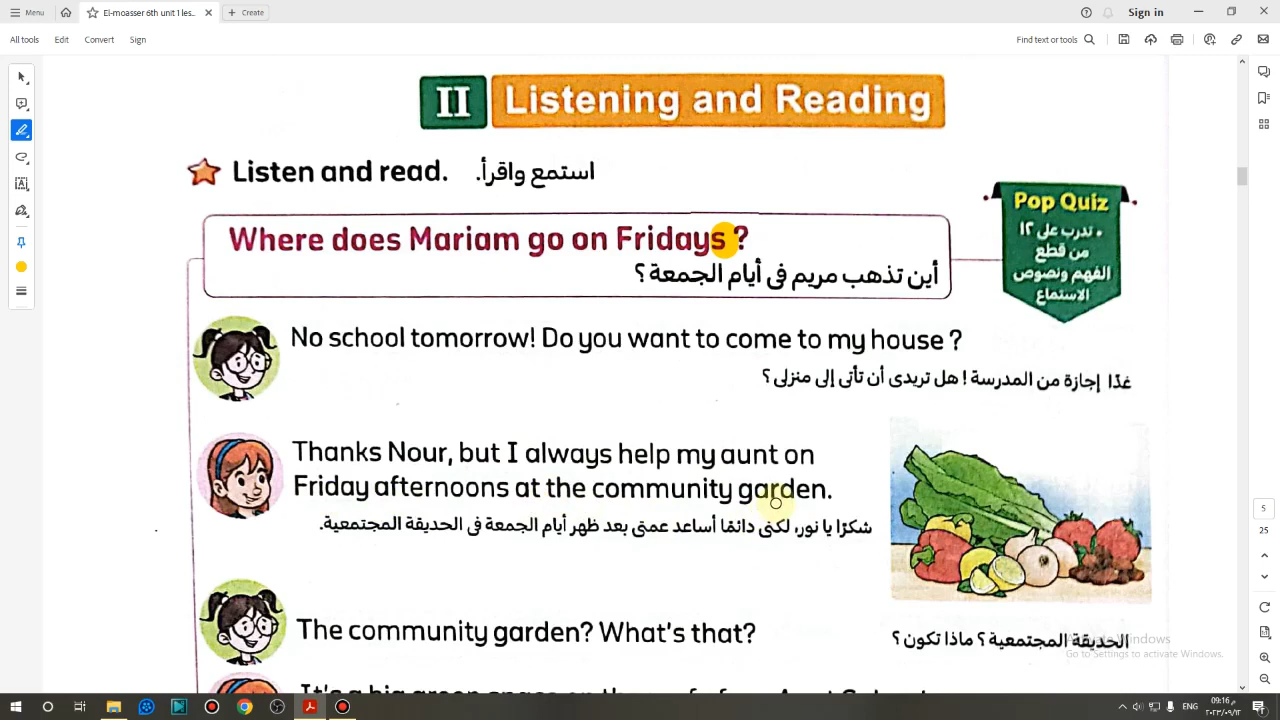 Menu
El-moasser 6th unit 1 les...
Create
Sign in
All tools
Edit
Convert
Sign
Find text or tools
II Listening and Reading
Listen and read. استمع واقرأ.
Where does Mariam go on Fridays ?
أين تذهب مريم فى أيام الجمعة ؟
Pop Quiz
• تدرب على ١٢
من قطع
الفهم ونصوص
الاستماع
No school tomorrow! Do you want to come to my house ?
غدًا إجازة من المدرسة ! هل تريدى أن تأتى إلى منزلى ؟
Thanks Nour, but I always help my aunt on
Friday afternoons at the community garden.
شكرًا يا نور، لكنى دائمًا أساعد عمتى بعد ظهر أيام الجمعة فى الحديقة المجتمعية.
The community garden? What's that?
الحديقة المجتمعية ؟ ماذا تكون ؟
5
25
Activate Windows
Go to Settings to activate Windows.
ENG
09:16 م